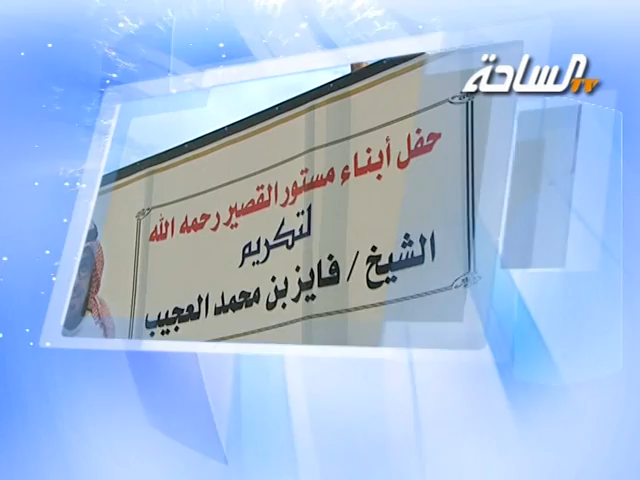 الساحة TV
حفل أبناء مستور القصير رحمه الله
لتكريم
الشيخ / فايز بن محمد العجيب